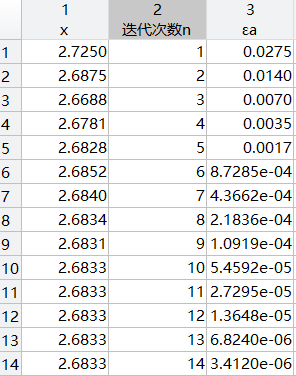 1 2 3
x 迭代次数n εa
1 2.7250 1 0.0275
2 2.6875 2 0.0140
3 2.6688 3 0.0070
4 2.6781 4 0.0035
5 2.6828 5 0.0017
6 2.6852 6 8.7285e-04
7 2.6840 7 4.3662e-04
8 2.6834 8 2.1836e-04
9 2.6831 9 1.0919e-04
10 2.6833 10 5.4592e-05
11 2.6833 11 2.7295e-05
12 2.6833 12 1.3648e-05
13 2.6833 13 6.8240e-06
14 2.6833 14 3.4120e-06